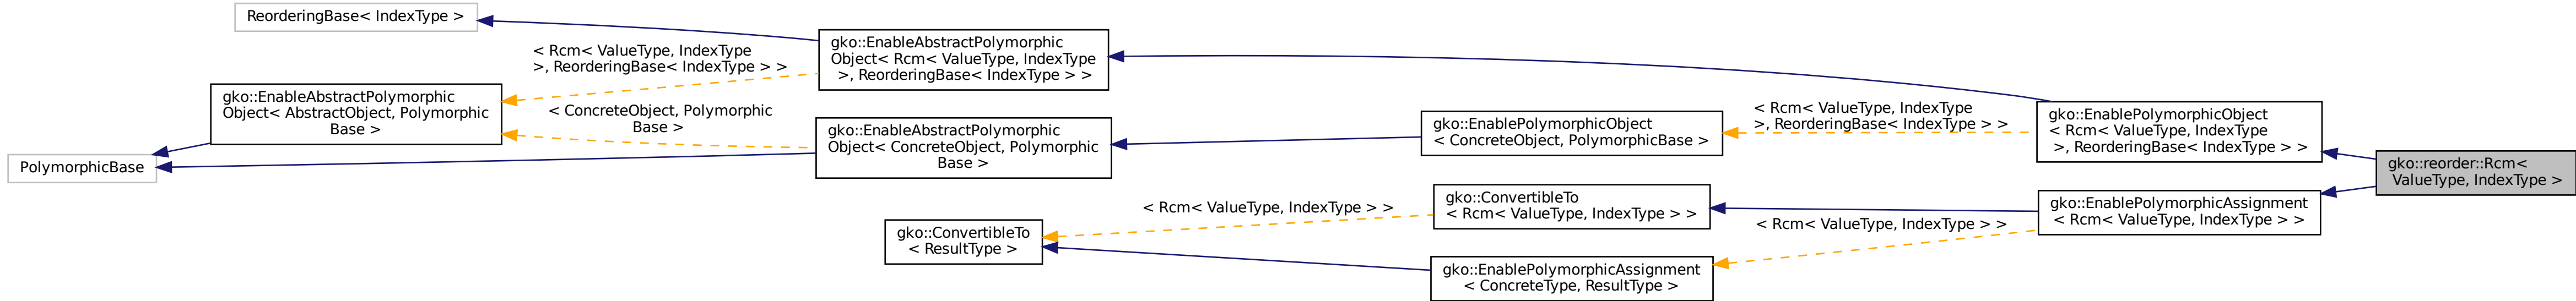 ReorderingBase< IndexType >
< Rcm< ValueType, IndexType
>, ReorderingBase< IndexType > >
gko::EnableAbstractPolymorphic
Object< Rcm< ValueType, IndexType
>, ReorderingBase< IndexType > >
gko::EnableAbstractPolymorphic
Object< AbstractObject, Polymorphic
Base >
< ConcreteObject, Polymorphic
Base >
gko::EnableAbstractPolymorphic
Object< ConcreteObject, Polymorphic
Base >
gko::EnablePolymorphicObject
< ConcreteObject, PolymorphicBase >
< Rcm< ValueType, IndexType
>, ReorderingBase< IndexType > >
gko::EnablePolymorphicObject
< Rcm< ValueType, IndexType
>, ReorderingBase< IndexType > >
PolymorphicBase
gko::reorder::Rcm<
ValueType, IndexType >
gko::ConvertibleTo
< ResultType >
< Rcm< ValueType, IndexType > >
gko::ConvertibleTo
< Rcm< ValueType, IndexType > >
< Rcm< ValueType, IndexType > >
gko::EnablePolymorphicAssignment
< Rcm< ValueType, IndexType > >
gko::EnablePolymorphicAssignment
< ConcreteType, ResultType >